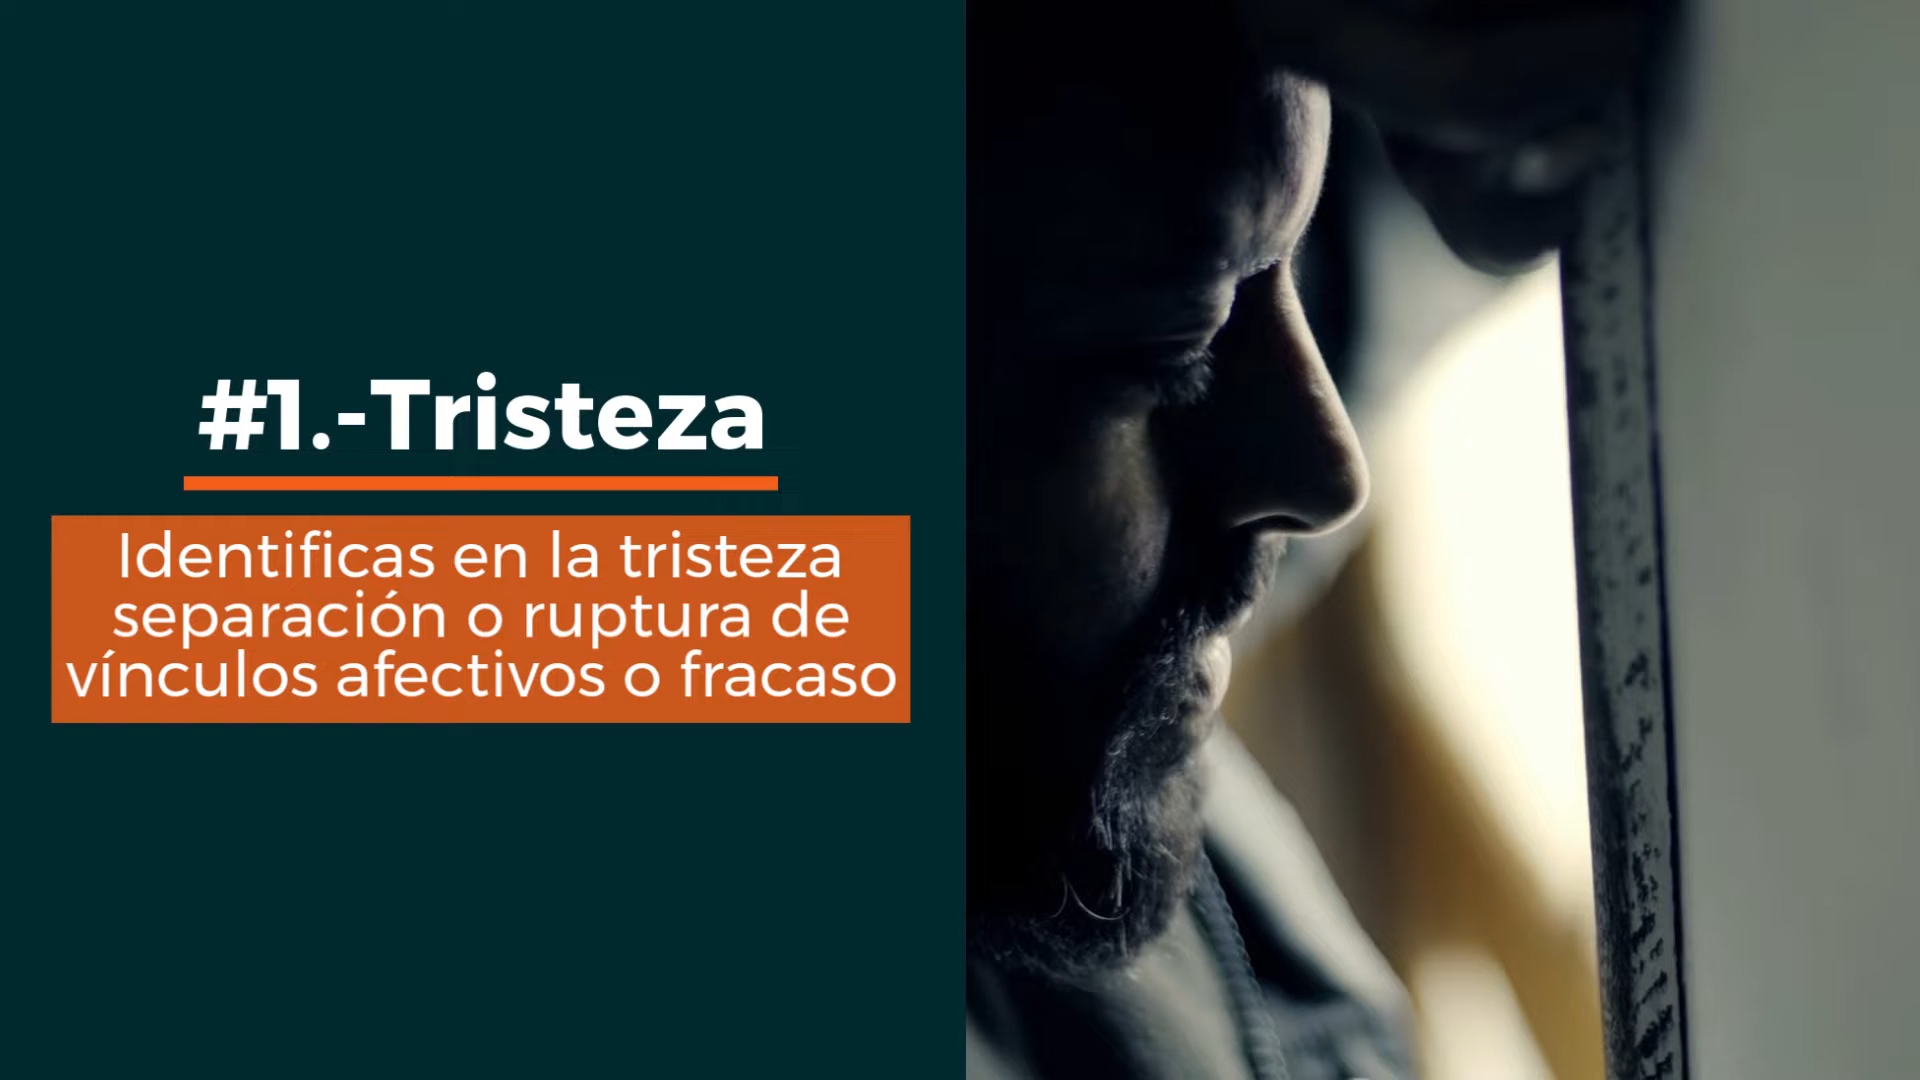 #1.-Tristeza
Identificas en la tristeza
separación o ruptura de
vínculos afectivos o fracaso